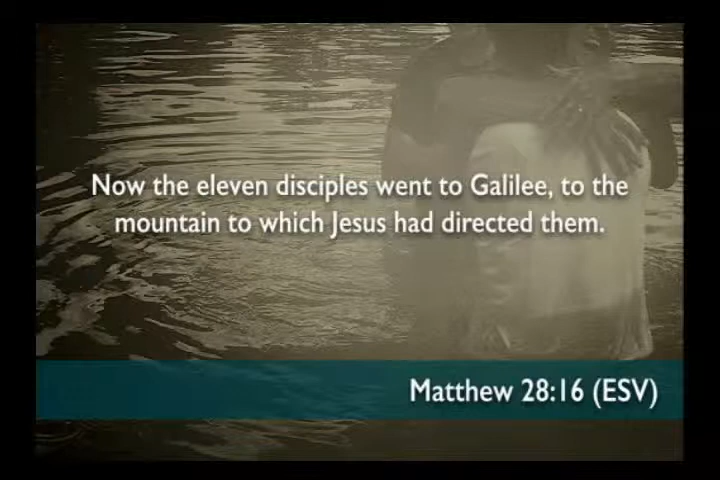 Now the eleven disciples went to Galilee, to the
mountain to which Jesus had directed them.
Matthew 28:16 (ESV)